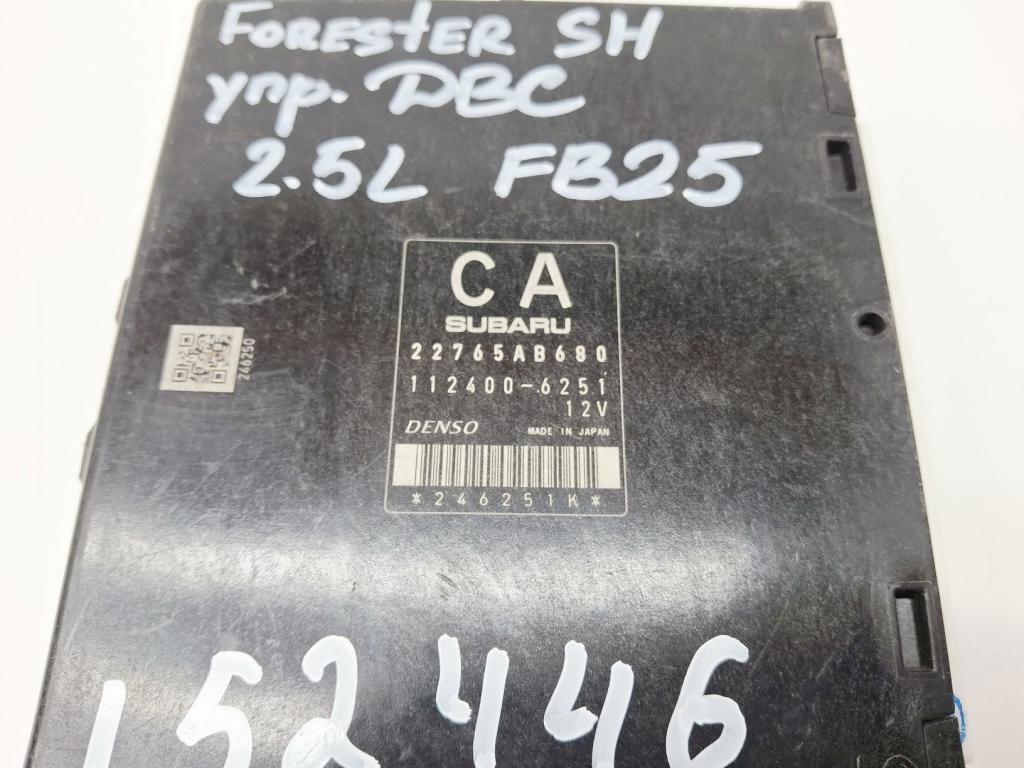 FORESTER SH
упр. DBC
2.5L FB25
CA
SUBARU
22765AB680
112400-6251
12V
DENSO MADE IN JAPAN
*246251K*
246250
152446